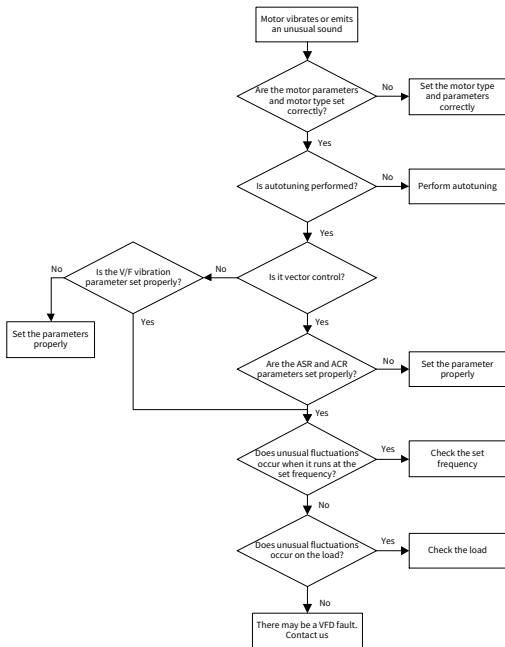 Motor vibrates or emits
an unusual sound
Are the motor parameters
and motor type set
correctly?
No
Set the motor type
and parameters
correctly
Yes
Is autotuning performed?
No
Perform autotuning
Yes
No
Is the V/F vibration
parameter set properly?
No
Is it vector control?
Set the parameters
properly
Yes
Yes
Are the ASR and ACR
parameters set properly?
No
Set the parameter
properly
Yes
Does unusual fluctuations
occur when it runs at the
set frequency?
Yes
Check the set
frequency
No
Does unusual fluctuations
occur on the load?
Yes
Check the load
No
There may be a VFD fault.
Contact us